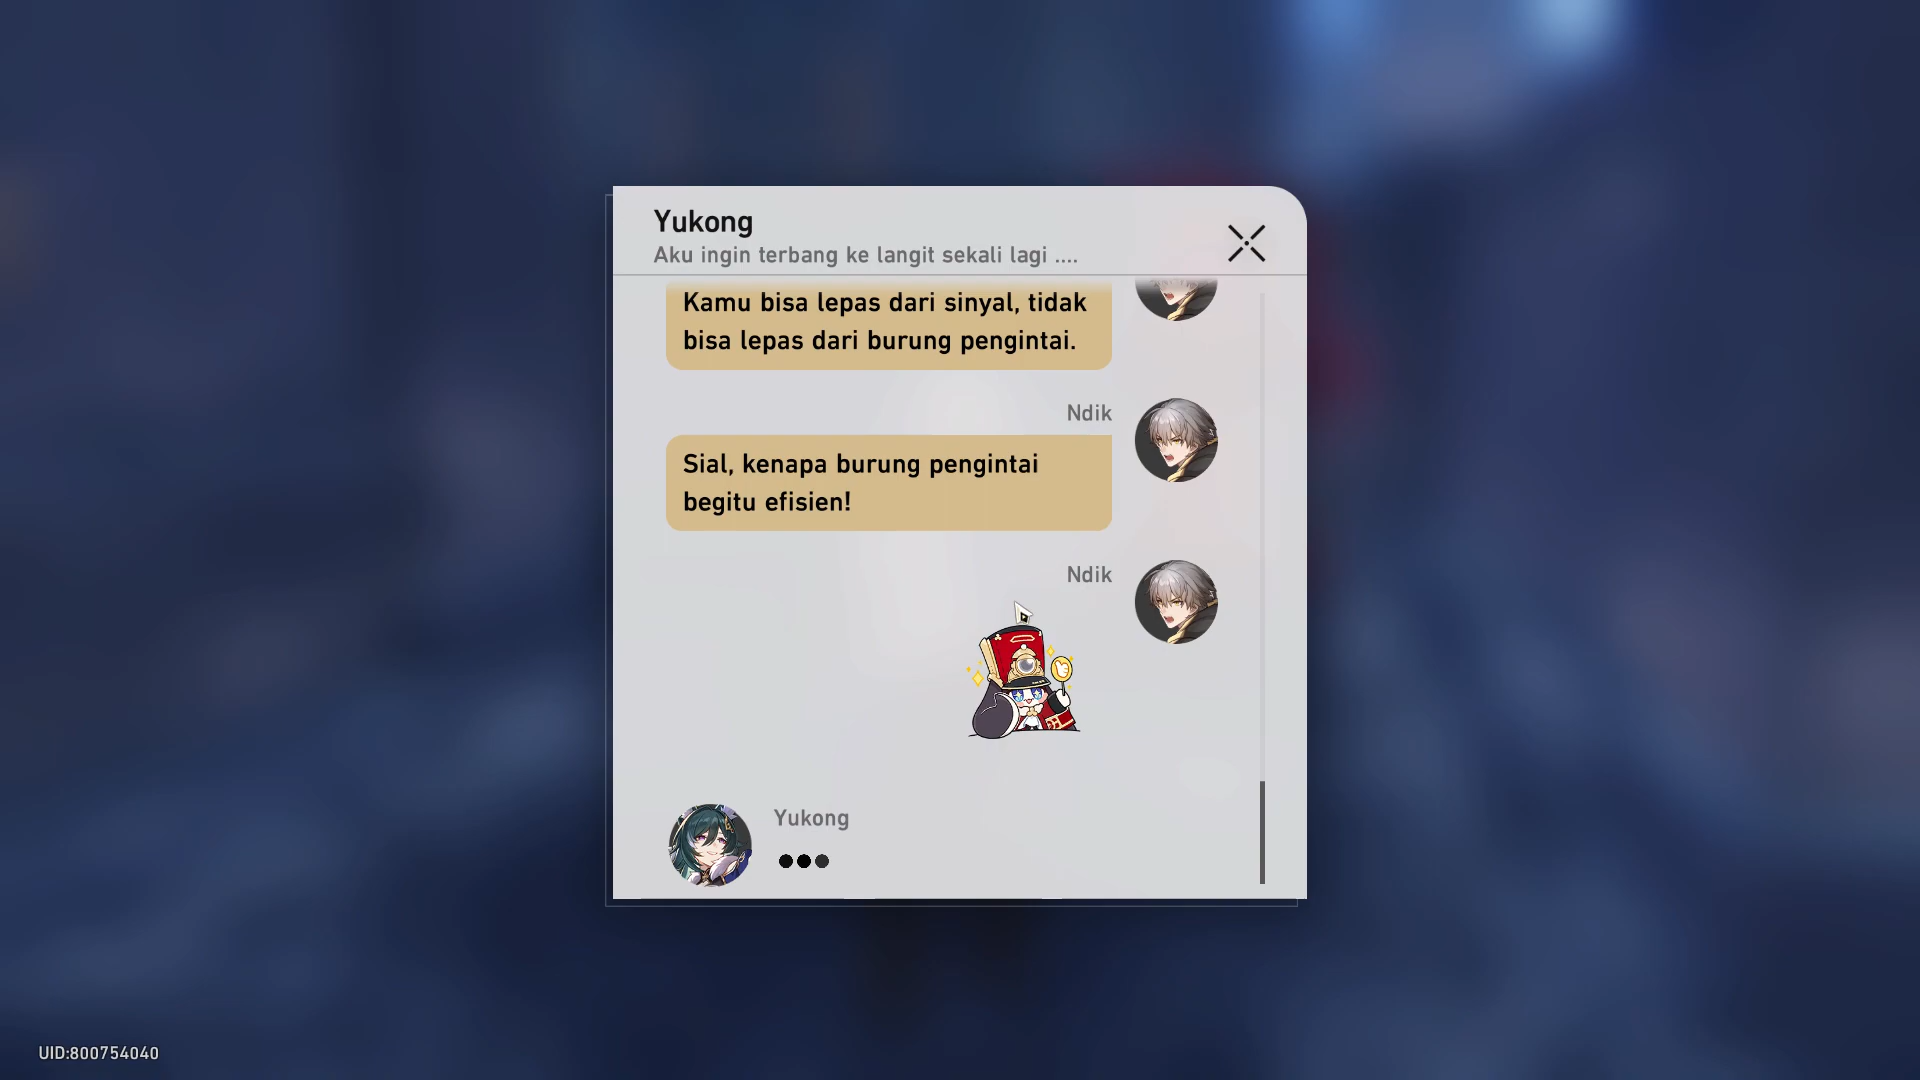 Yukong
Aku ingin terbang ke langit sekali lagi ....
Kamu bisa lepas dari sinyal, tidak
bisa lepas dari burung pengintai.
Ndik
Sial, kenapa burung pengintai
begitu efisien!
Ndik
Yukong
UID:800754040